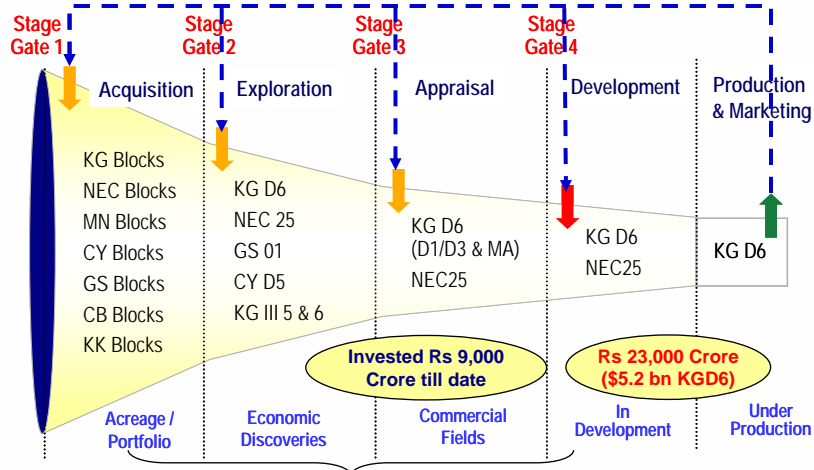 Stage
Gate 1
Stage
Gate 2
Stage
Gate 3
Stage
Gate 4
Acquisition
Exploration
Appraisal
Development
Production
& Marketing
KG Blocks
NEC Blocks
MN Blocks
CY Blocks
GS Blocks
CB Blocks
KK Blocks
KG D6
NEC 25
GS 01
CY D5
KG III 5 & 6
KG D6
(D1/D3 & MA)
NEC25
KG D6
NEC25
KG D6
Invested Rs 9,000
Crore till date
Rs 23,000 Crore
($5.2 bn KGD6)
Acreage /
Portfolio
Economic
Discoveries
Commercial
Fields
In
Development
Under
Production